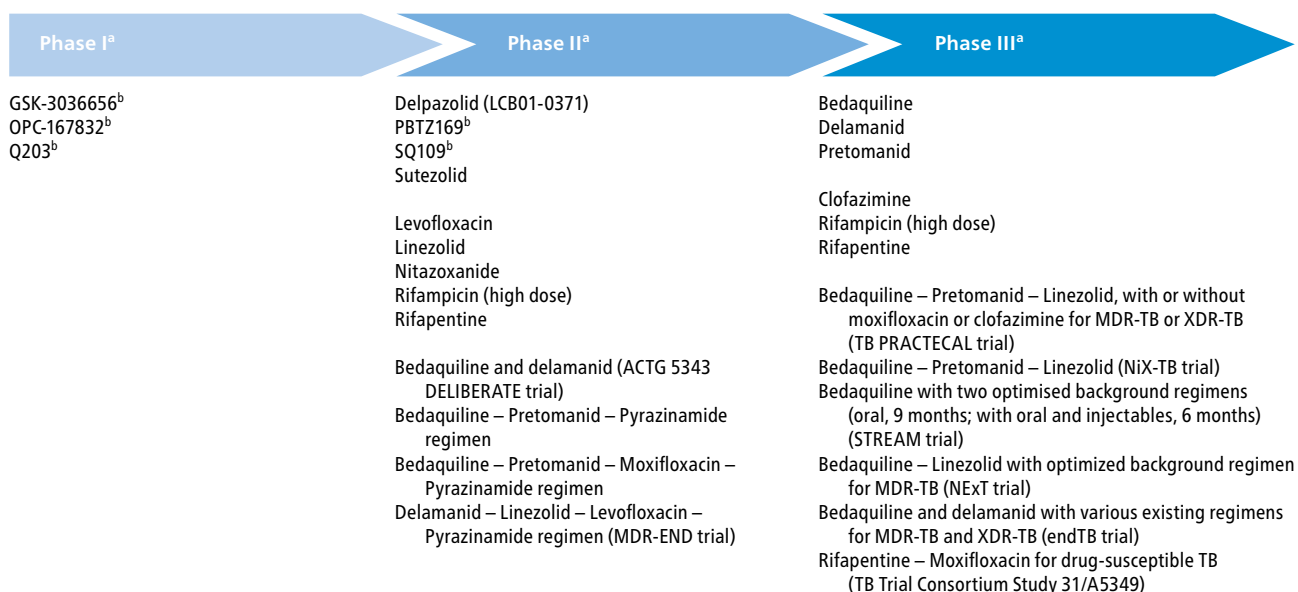 Phase Iᵃ
GSK-3036656ᵇ
OPC-167832ᵇ
Q203ᵇ
Phase IIᵃ
Delpazolid (LCB01-0371)
PBTZ169ᵇ
SQ109ᵇ
Sutezolid
Levofloxacin
Linezolid
Nitazoxanide
Rifampicin (high dose)
Rifapentine
Bedaquiline and delamanid (ACTG 5343
DELIBERATE trial)
Bedaquiline – Pretomanid – Pyrazinamide
regimen
Bedaquiline – Pretomanid – Moxifloxacin –
Pyrazinamide regimen
Delamanid – Linezolid – Levofloxacin –
Pyrazinamide regimen (MDR-END trial)
Phase IIIᵃ
Bedaquiline
Delamanid
Pretomanid
Clofazimine
Rifampicin (high dose)
Rifapentine
Bedaquiline – Pretomanid – Linezolid, with or without
moxifloxacin or clofazimine for MDR-TB or XDR-TB
(TB PRACTECAL trial)
Bedaquiline – Pretomanid – Linezolid (NiX-TB trial)
Bedaquiline with two optimised background regimens
(oral, 9 months; with oral and injectables, 6 months)
(STREAM trial)
Bedaquiline – Linezolid with optimized background regimen
for MDR-TB (NExT trial)
Bedaquiline and delamanid with various existing regimens
for MDR-TB and XDR-TB (endTB trial)
Rifapentine – Moxifloxacin for drug-susceptible TB
(TB Trial Consortium Study 31/A5349)